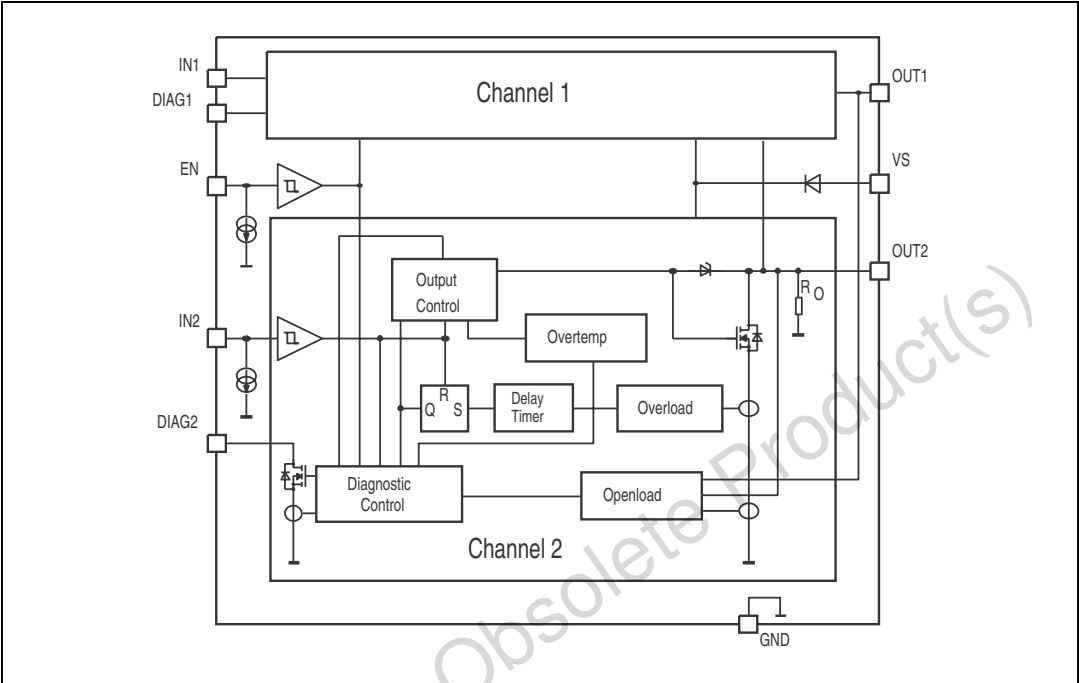 IN1
DIAG1
EN
IN2
DIAG2
Channel 1
OUT1
VS
OUT2
R O
Output
Control
Overtemp
R
Q S
Delay
Timer
Overload
Diagnostic
Control
Openload
Channel 2
GND
Obsolete Product(s)